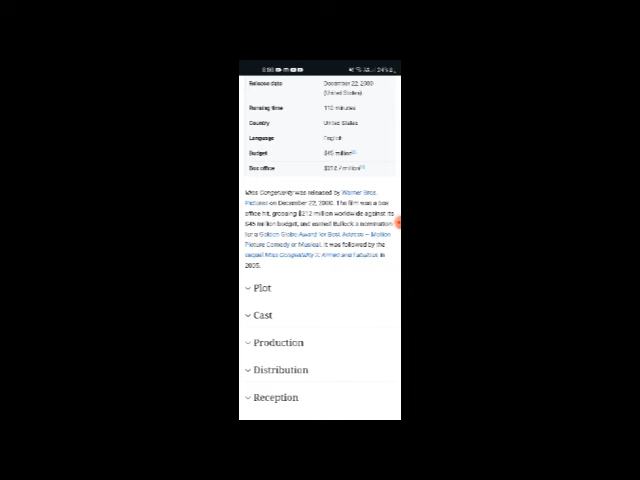 Release date December 22, 2000
(United States)
Running time 110 minutes
Country United States
Language English
Budget $45 million
Box office million
Miss Congeniality was released by Warner Bros.
Pictures on December 22, 2000. The film was a box
office hit, grossing $212 million worldwide against its
$45 million budget, and earned Bullock a nomination
for a Golden Globe Award for Best Actress – Motion
Picture Comedy or Musical. It was followed by the
sequel Miss Congeniality 2: Armed and Fabulous in
2005.
Plot
Cast
Production
Distribution
Reception